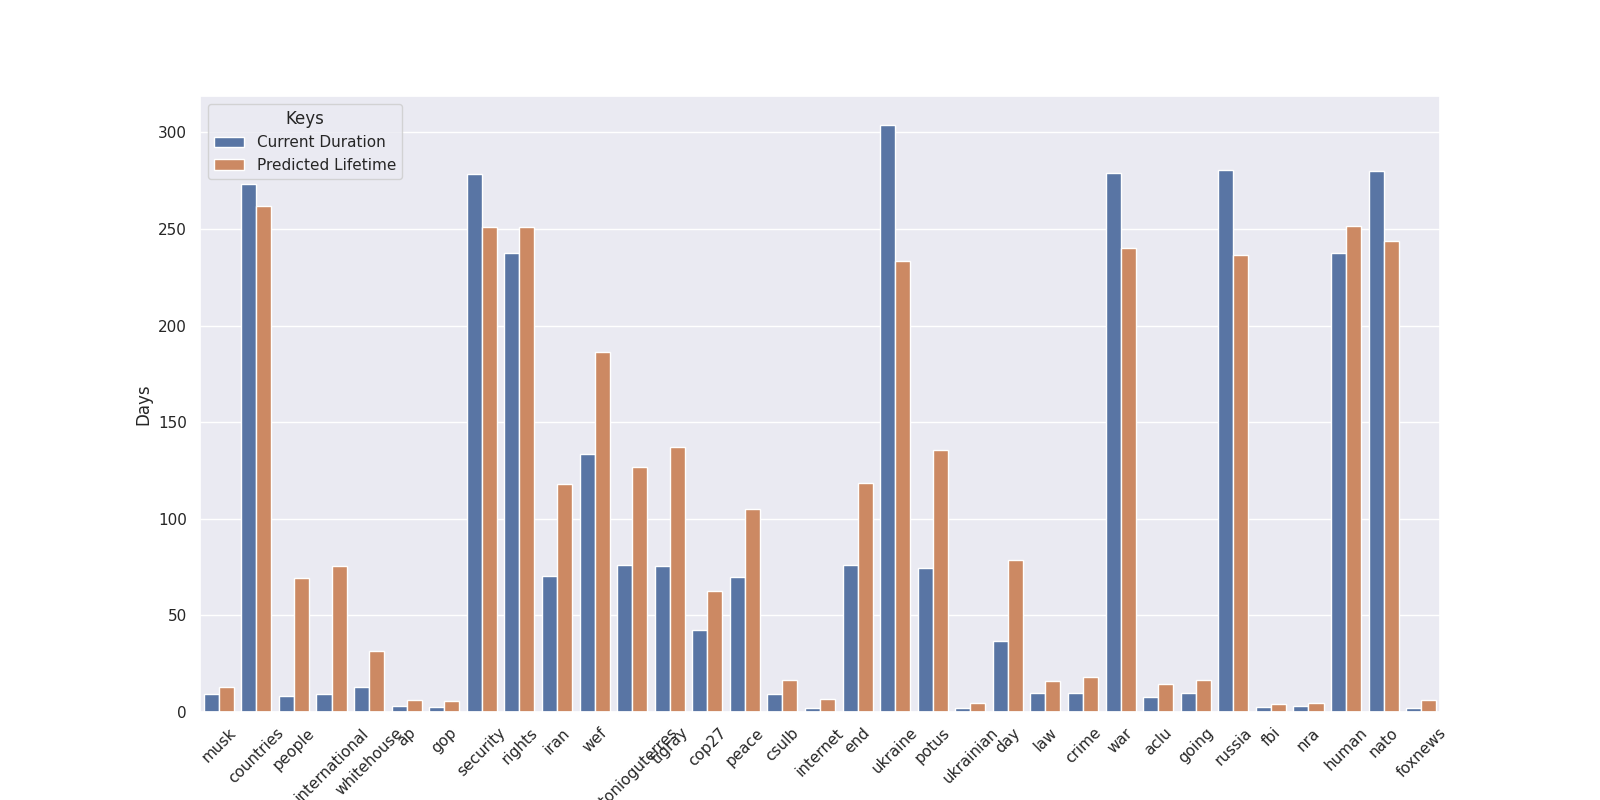 Keys
Current Duration
Predicted Lifetime
300
250
200
150
100
50
0
Days
musk
countries
people
international
whitehouse
ap
gop
security
rights
iran
wef
tigray
cop27
peace
csulb
internet
end
ukraine
potus
ukrainian
day
law
crime
war
aclu
going
russia
fbi
nra
human
nato
foxnews